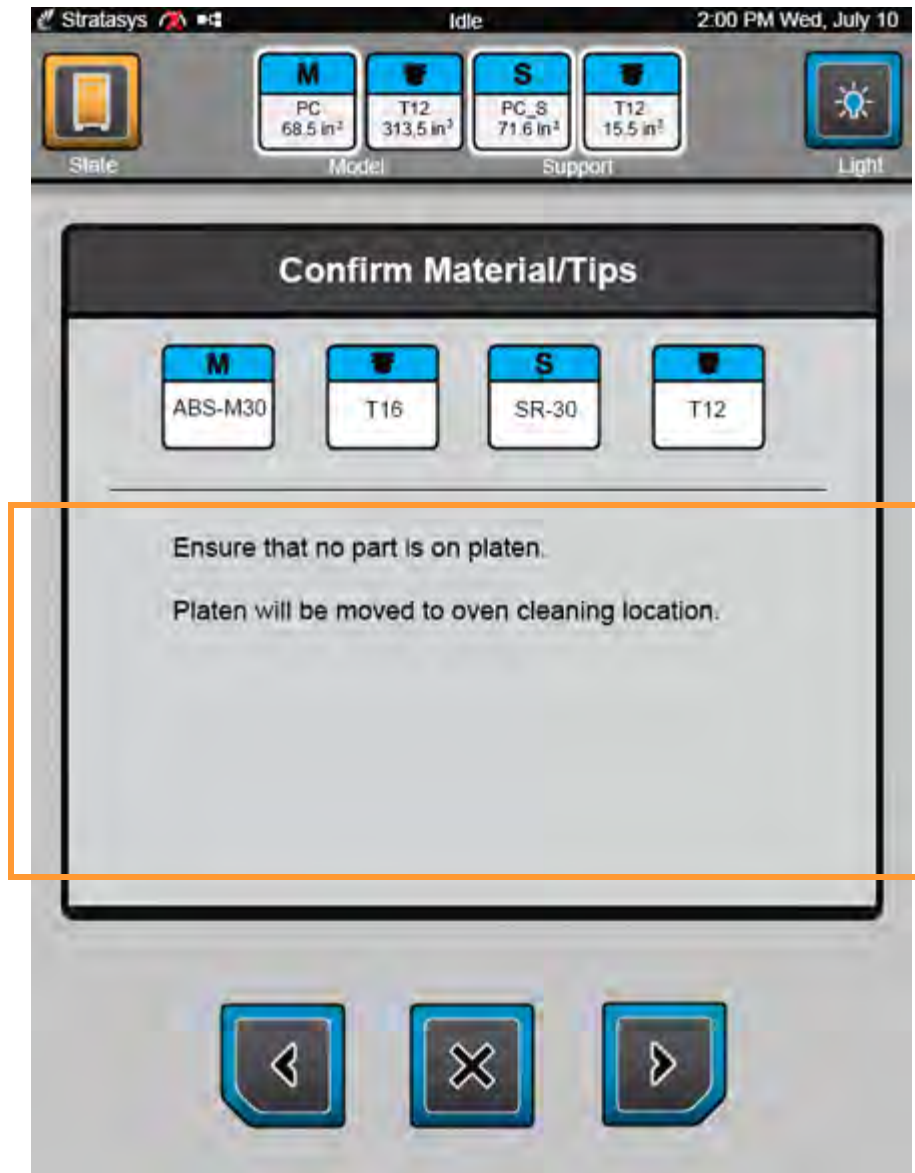 Stratasys Idle 2:00 PM Wed, July 10
M S
PC T12 PC_S T12
68.5 in³ 313.5 in³ 71.6 in³ 15.5 in³
State Model Support Light
Confirm Material/Tips
M S
ABS-M30 T16 SR-30 T12
Ensure that no part is on platen.
Platen will be moved to oven cleaning location.